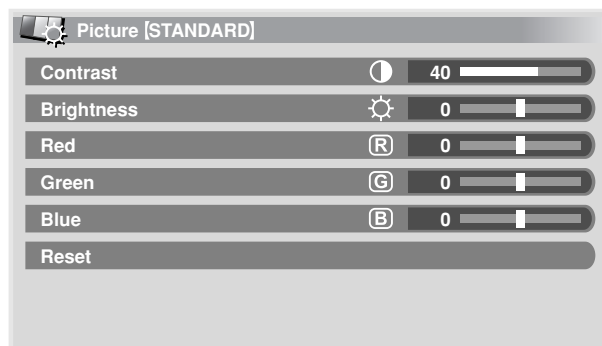 Picture [STANDARD]
Contrast 40
Brightness 0
Red R 0
Green G 0
Blue B 0
Reset